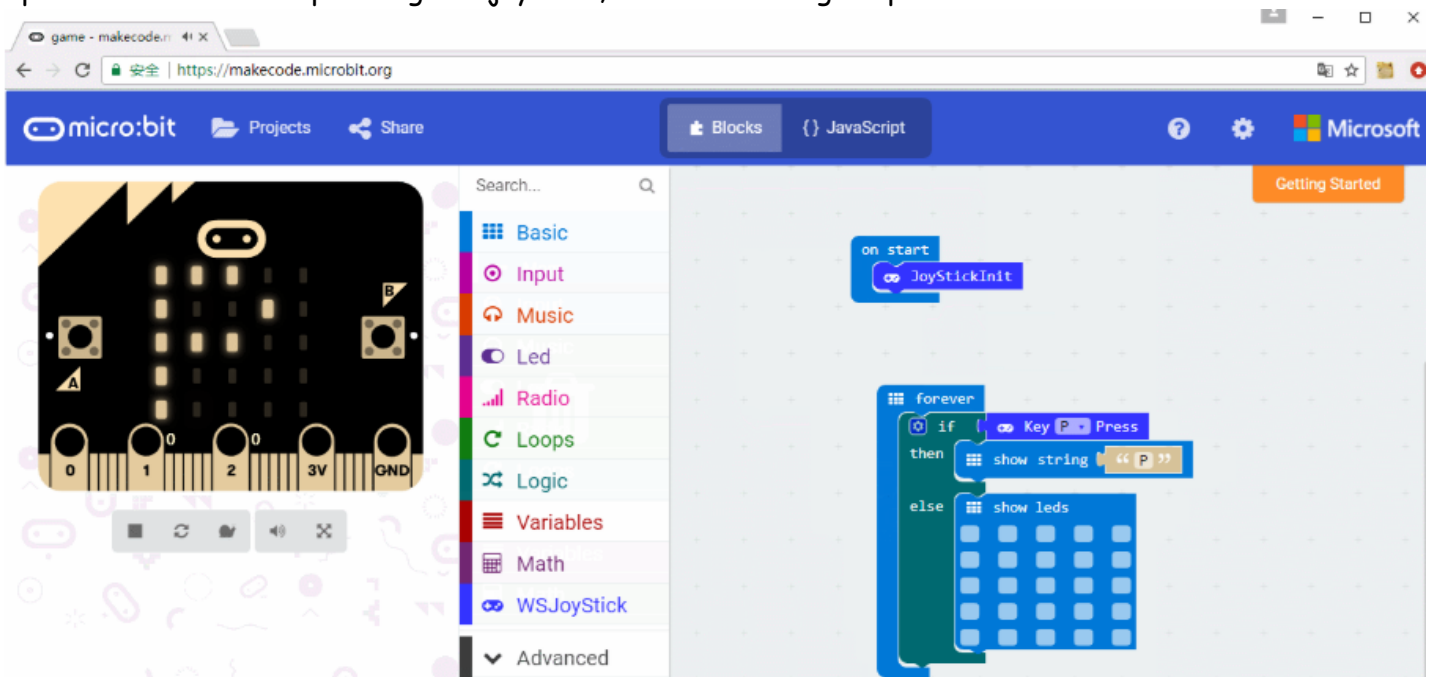 game - makecode.m
安全 | https://makecode.microbit.org
micro:bit Projects Share Blocks {} JavaScript ? Microsoft
Search...
Getting Started
Basic
Input
Music
Led
Radio
Loops
Logic
Variables
Math
WSJoyStick
Advanced
B
A
0
0
0 1 2 3V GND
on start
JoyStickInit
forever
if Key P Press
then show string “ P ”
else show leds